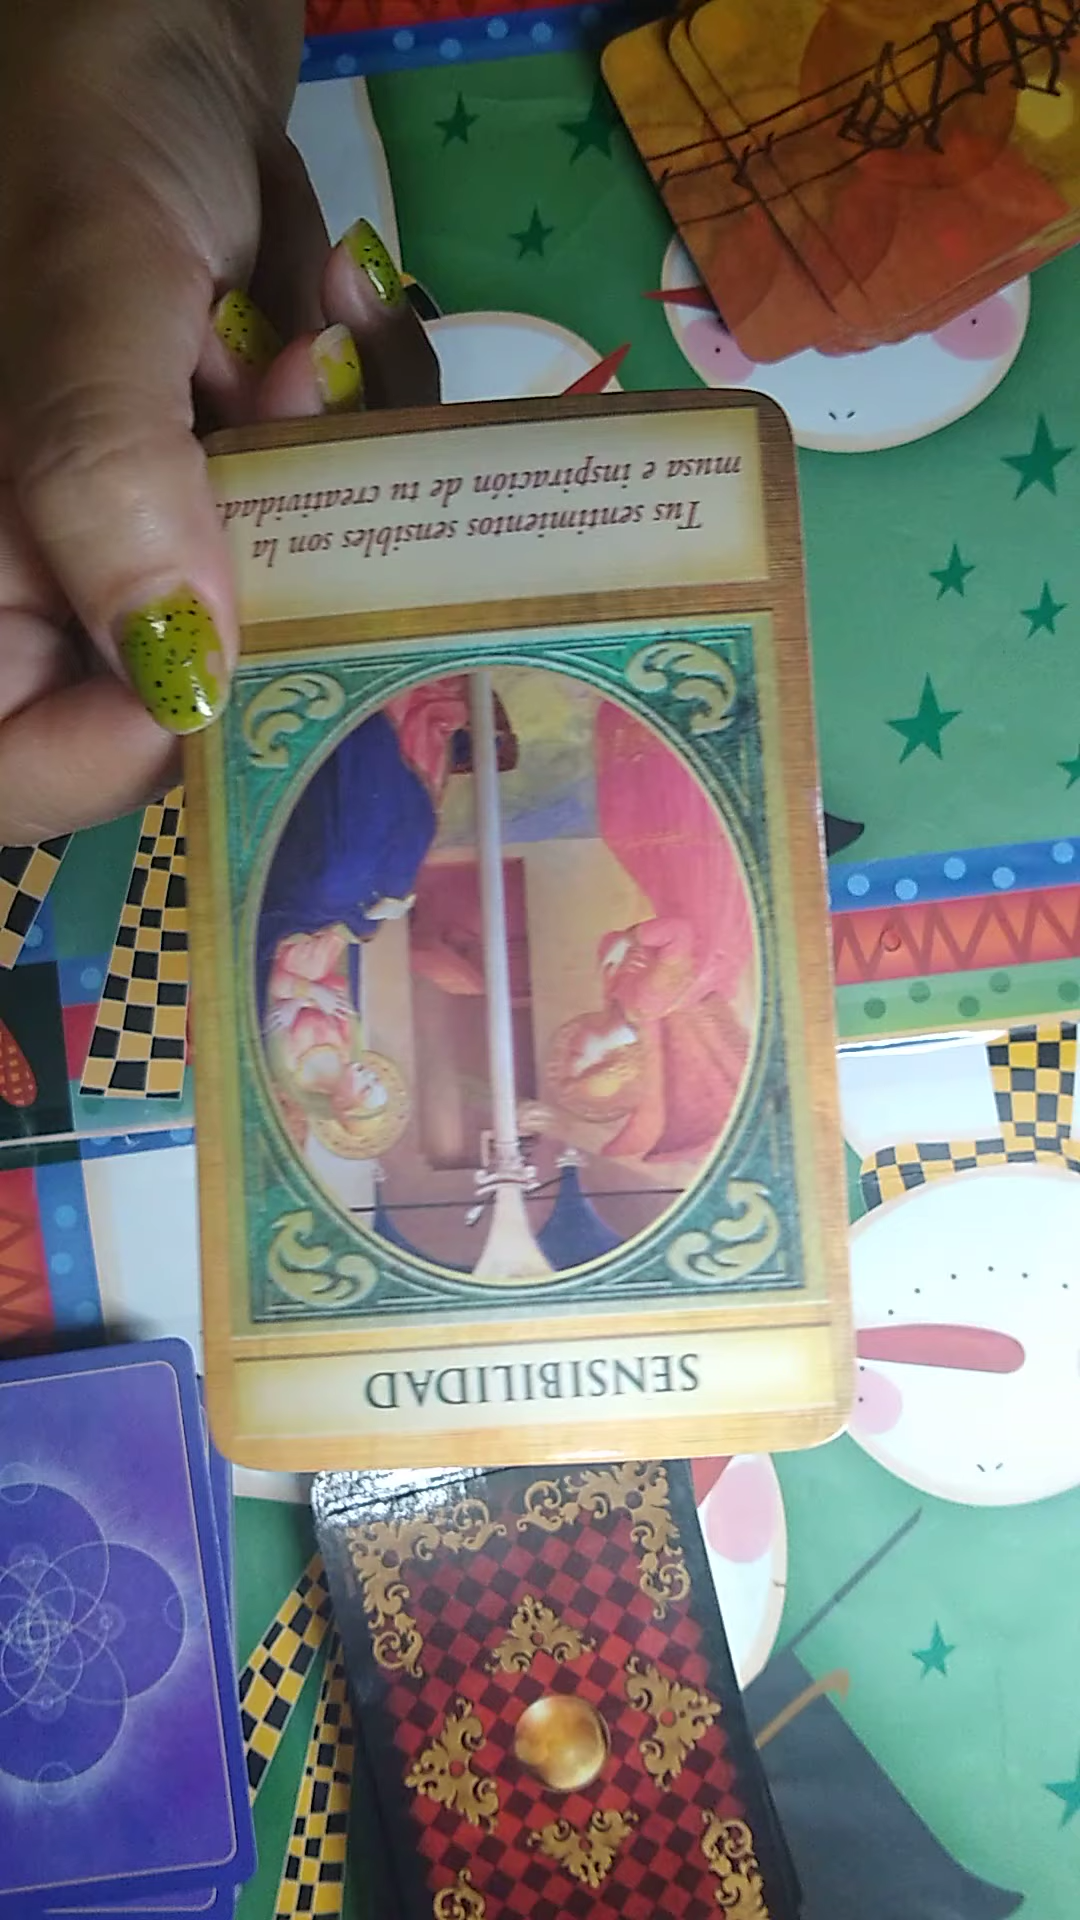 SENSIBILIDAD
Tus sentimientos sensibles son la
musa e inspiración de tu creatividad.